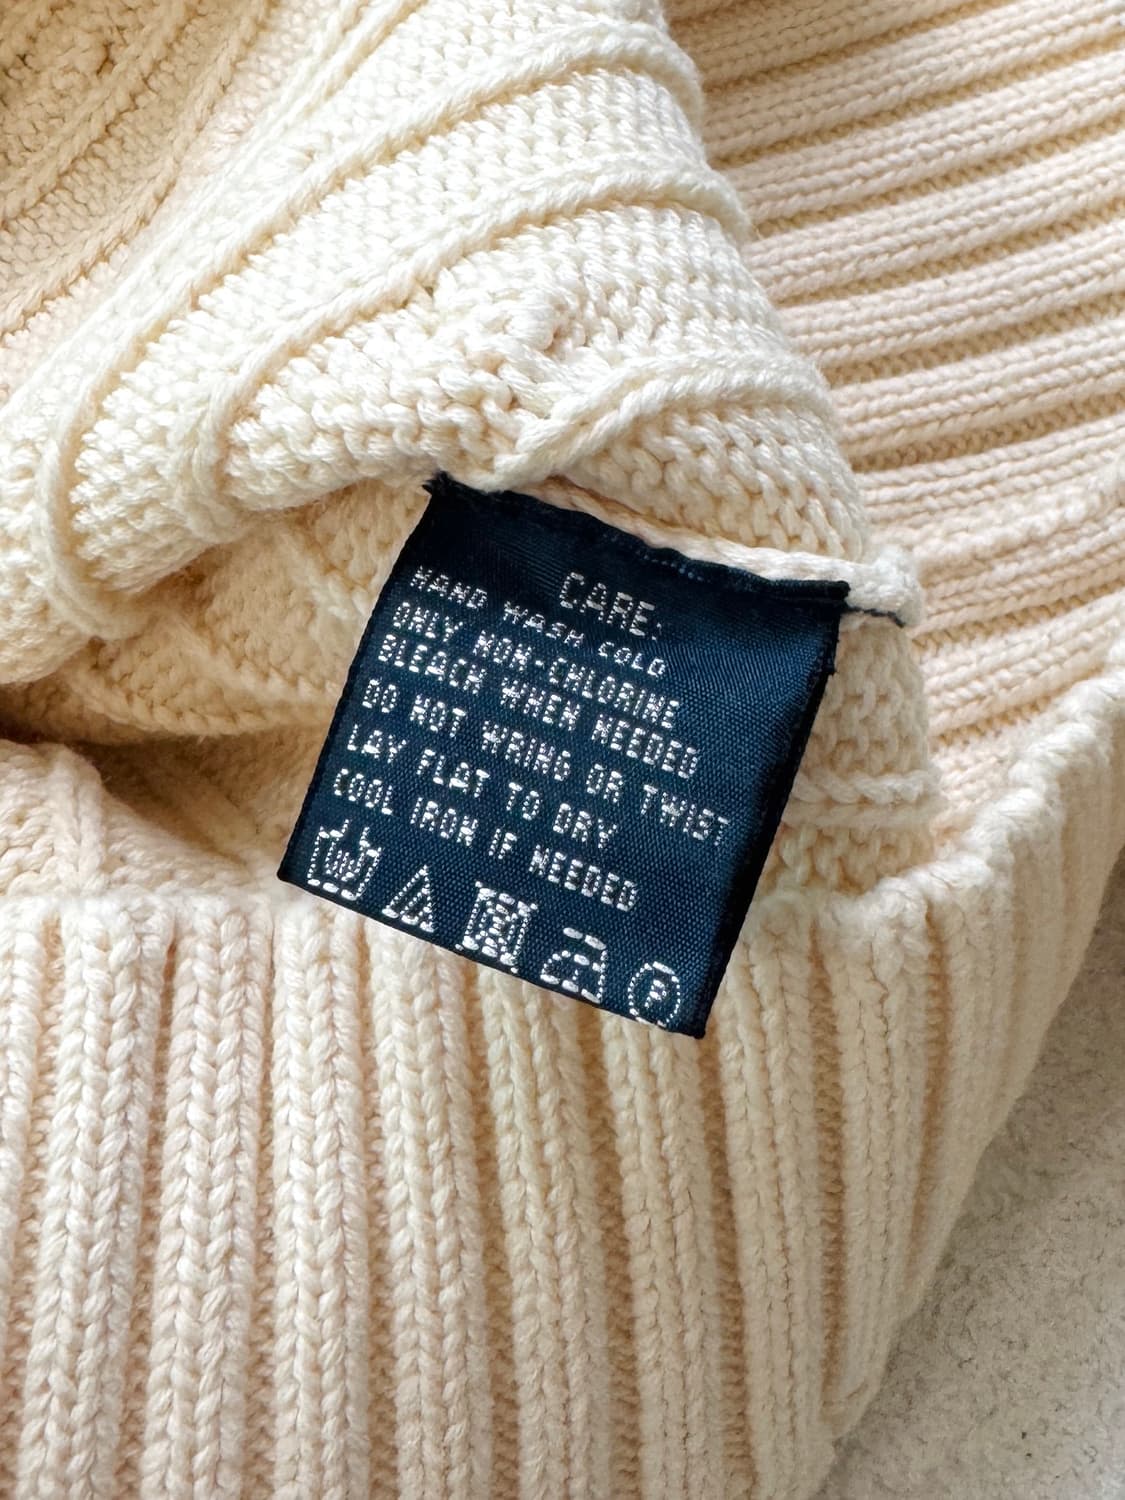 CARE:
HAND WASH COLD
ONLY NON-CHLORINE
BLEACH WHEN NEEDED
DO NOT WRING OR TWIST
LAY FLAT TO DRY
COOL IRON IF NEEDED
P